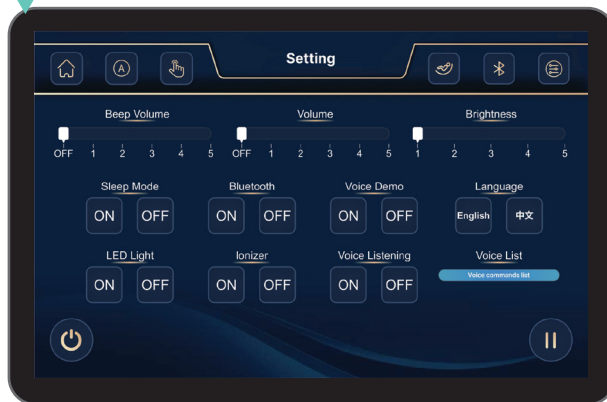 A
Setting
Beep Volume
Volume
Brightness
OFF 1 2 3 4 5
OFF 1 2 3 4 5
1 2 3 4 5
Sleep Mode
Bluetooth
Voice Demo
Language
ON OFF
ON OFF
ON OFF
English 中文
LED Light
Ionizer
Voice Listening
Voice List
ON OFF
ON OFF
ON OFF
Voice commands list